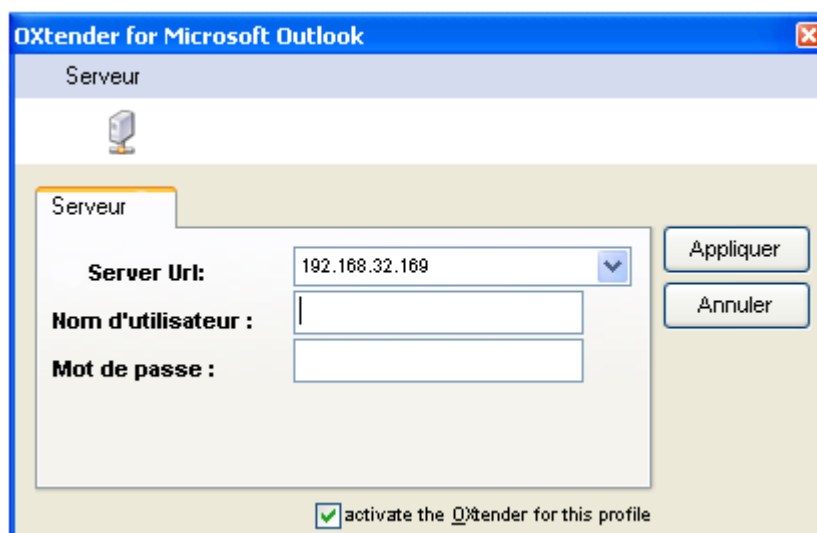 OXtender for Microsoft Outlook
Serveur
Serveur
Server Url:
192.168.32.169
Nom d'utilisateur :
Mot de passe :
Appliquer
Annuler
activate the OXtender for this profile